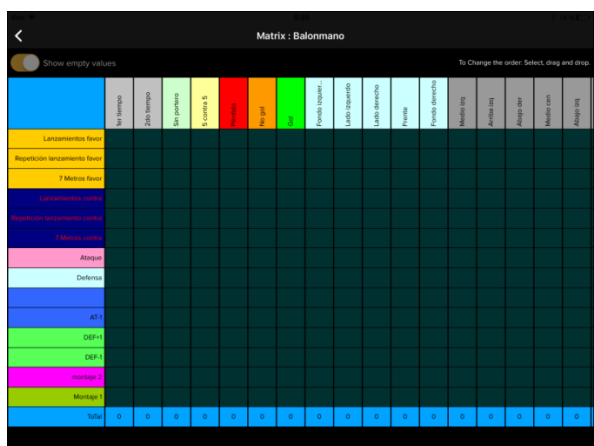 Matrix : Balonmano
Show empty values
To Change the order: Select, drag and drop.
1er tiempo
2do tiempo
Sin portero
5 contra 5
Perdida
No gol
Gol
Fondo izquier...
Lado izquerdo
Lado derecho
Frente
Fondo derecho
Medio izq
Arriba izq
Abajo der
Medio cen
Abajo izq
Lanzamientos favor
Repetición lanzamiento favor
7 Metros favor
Lanzamientos contra
Repetición lanzamiento contra
7 Metros contra
Ataque
Defensa
AT-1
DEF+1
DEF-1
montaje 2
Montaje 1
ToTal 0 0 0 0 0 0 0 0 0 0 0 0 0 0 0 0 0